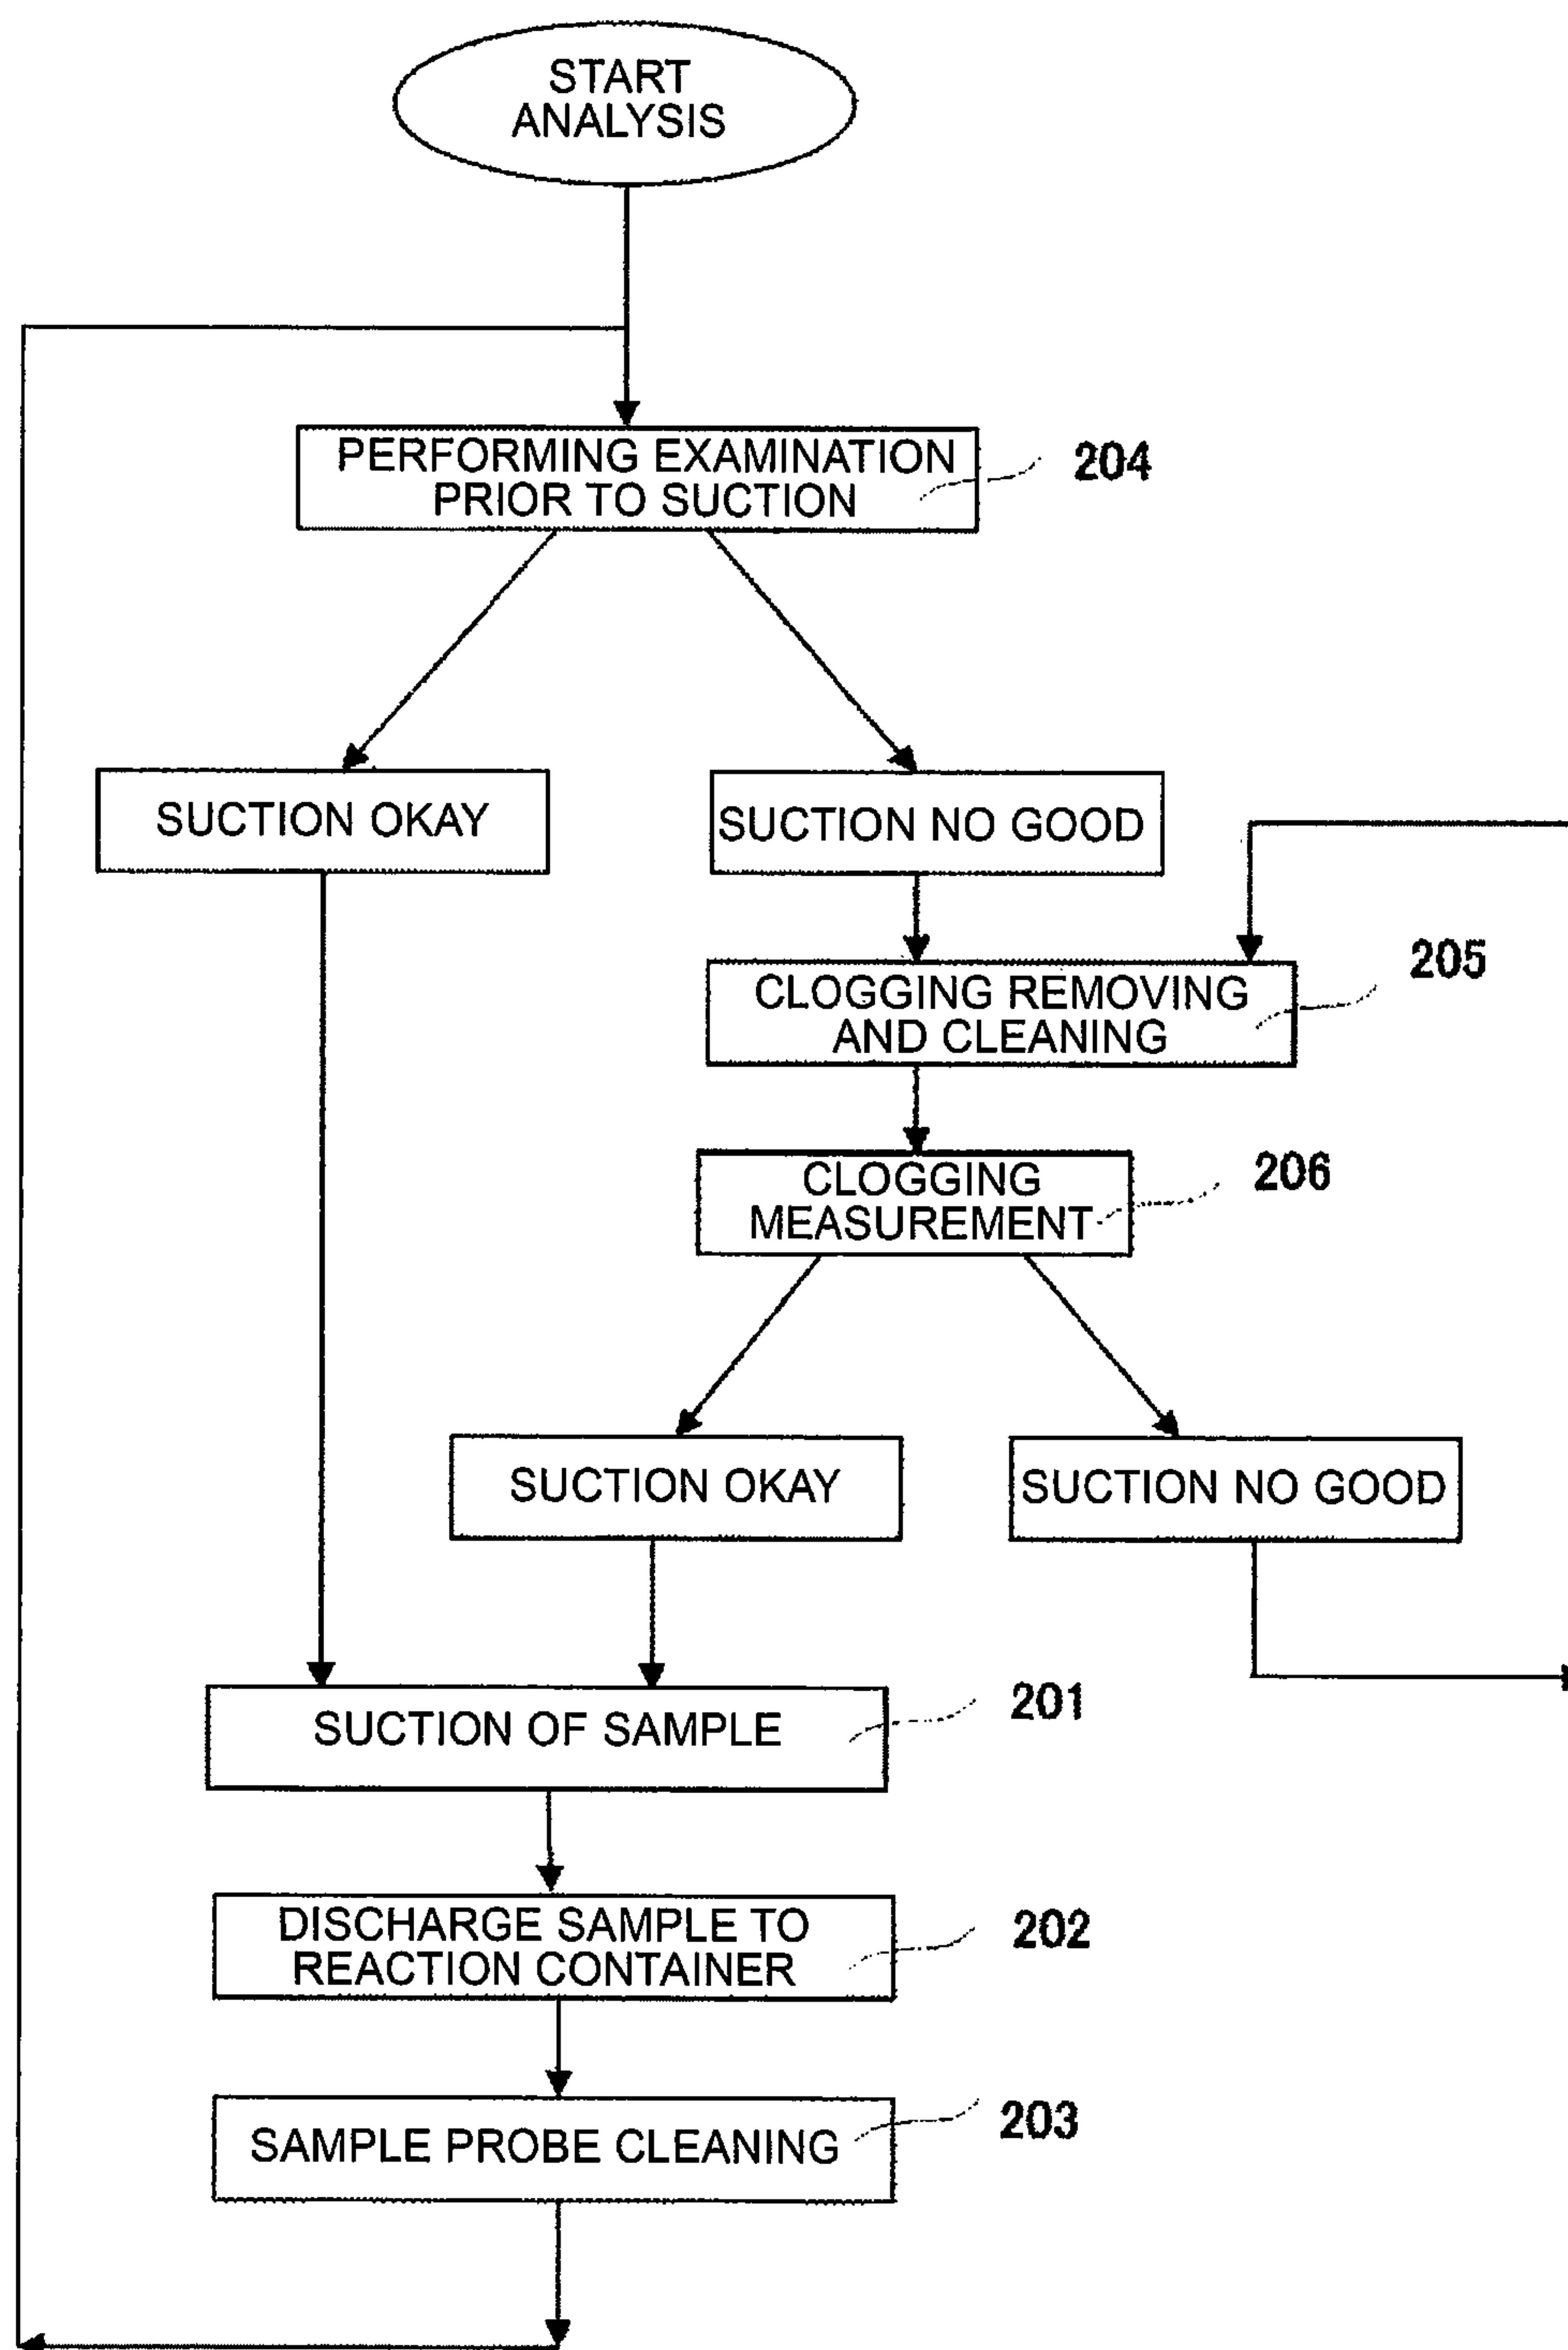 START
ANALYSIS
PERFORMING EXAMINATION
PRIOR TO SUCTION
204
SUCTION OKAY
SUCTION NO GOOD
CLOGGING REMOVING
AND CLEANING
205
CLOGGING
MEASUREMENT
206
SUCTION OKAY
SUCTION NO GOOD
SUCTION OF SAMPLE
201
DISCHARGE SAMPLE TO
REACTION CONTAINER
202
SAMPLE PROBE CLEANING
203